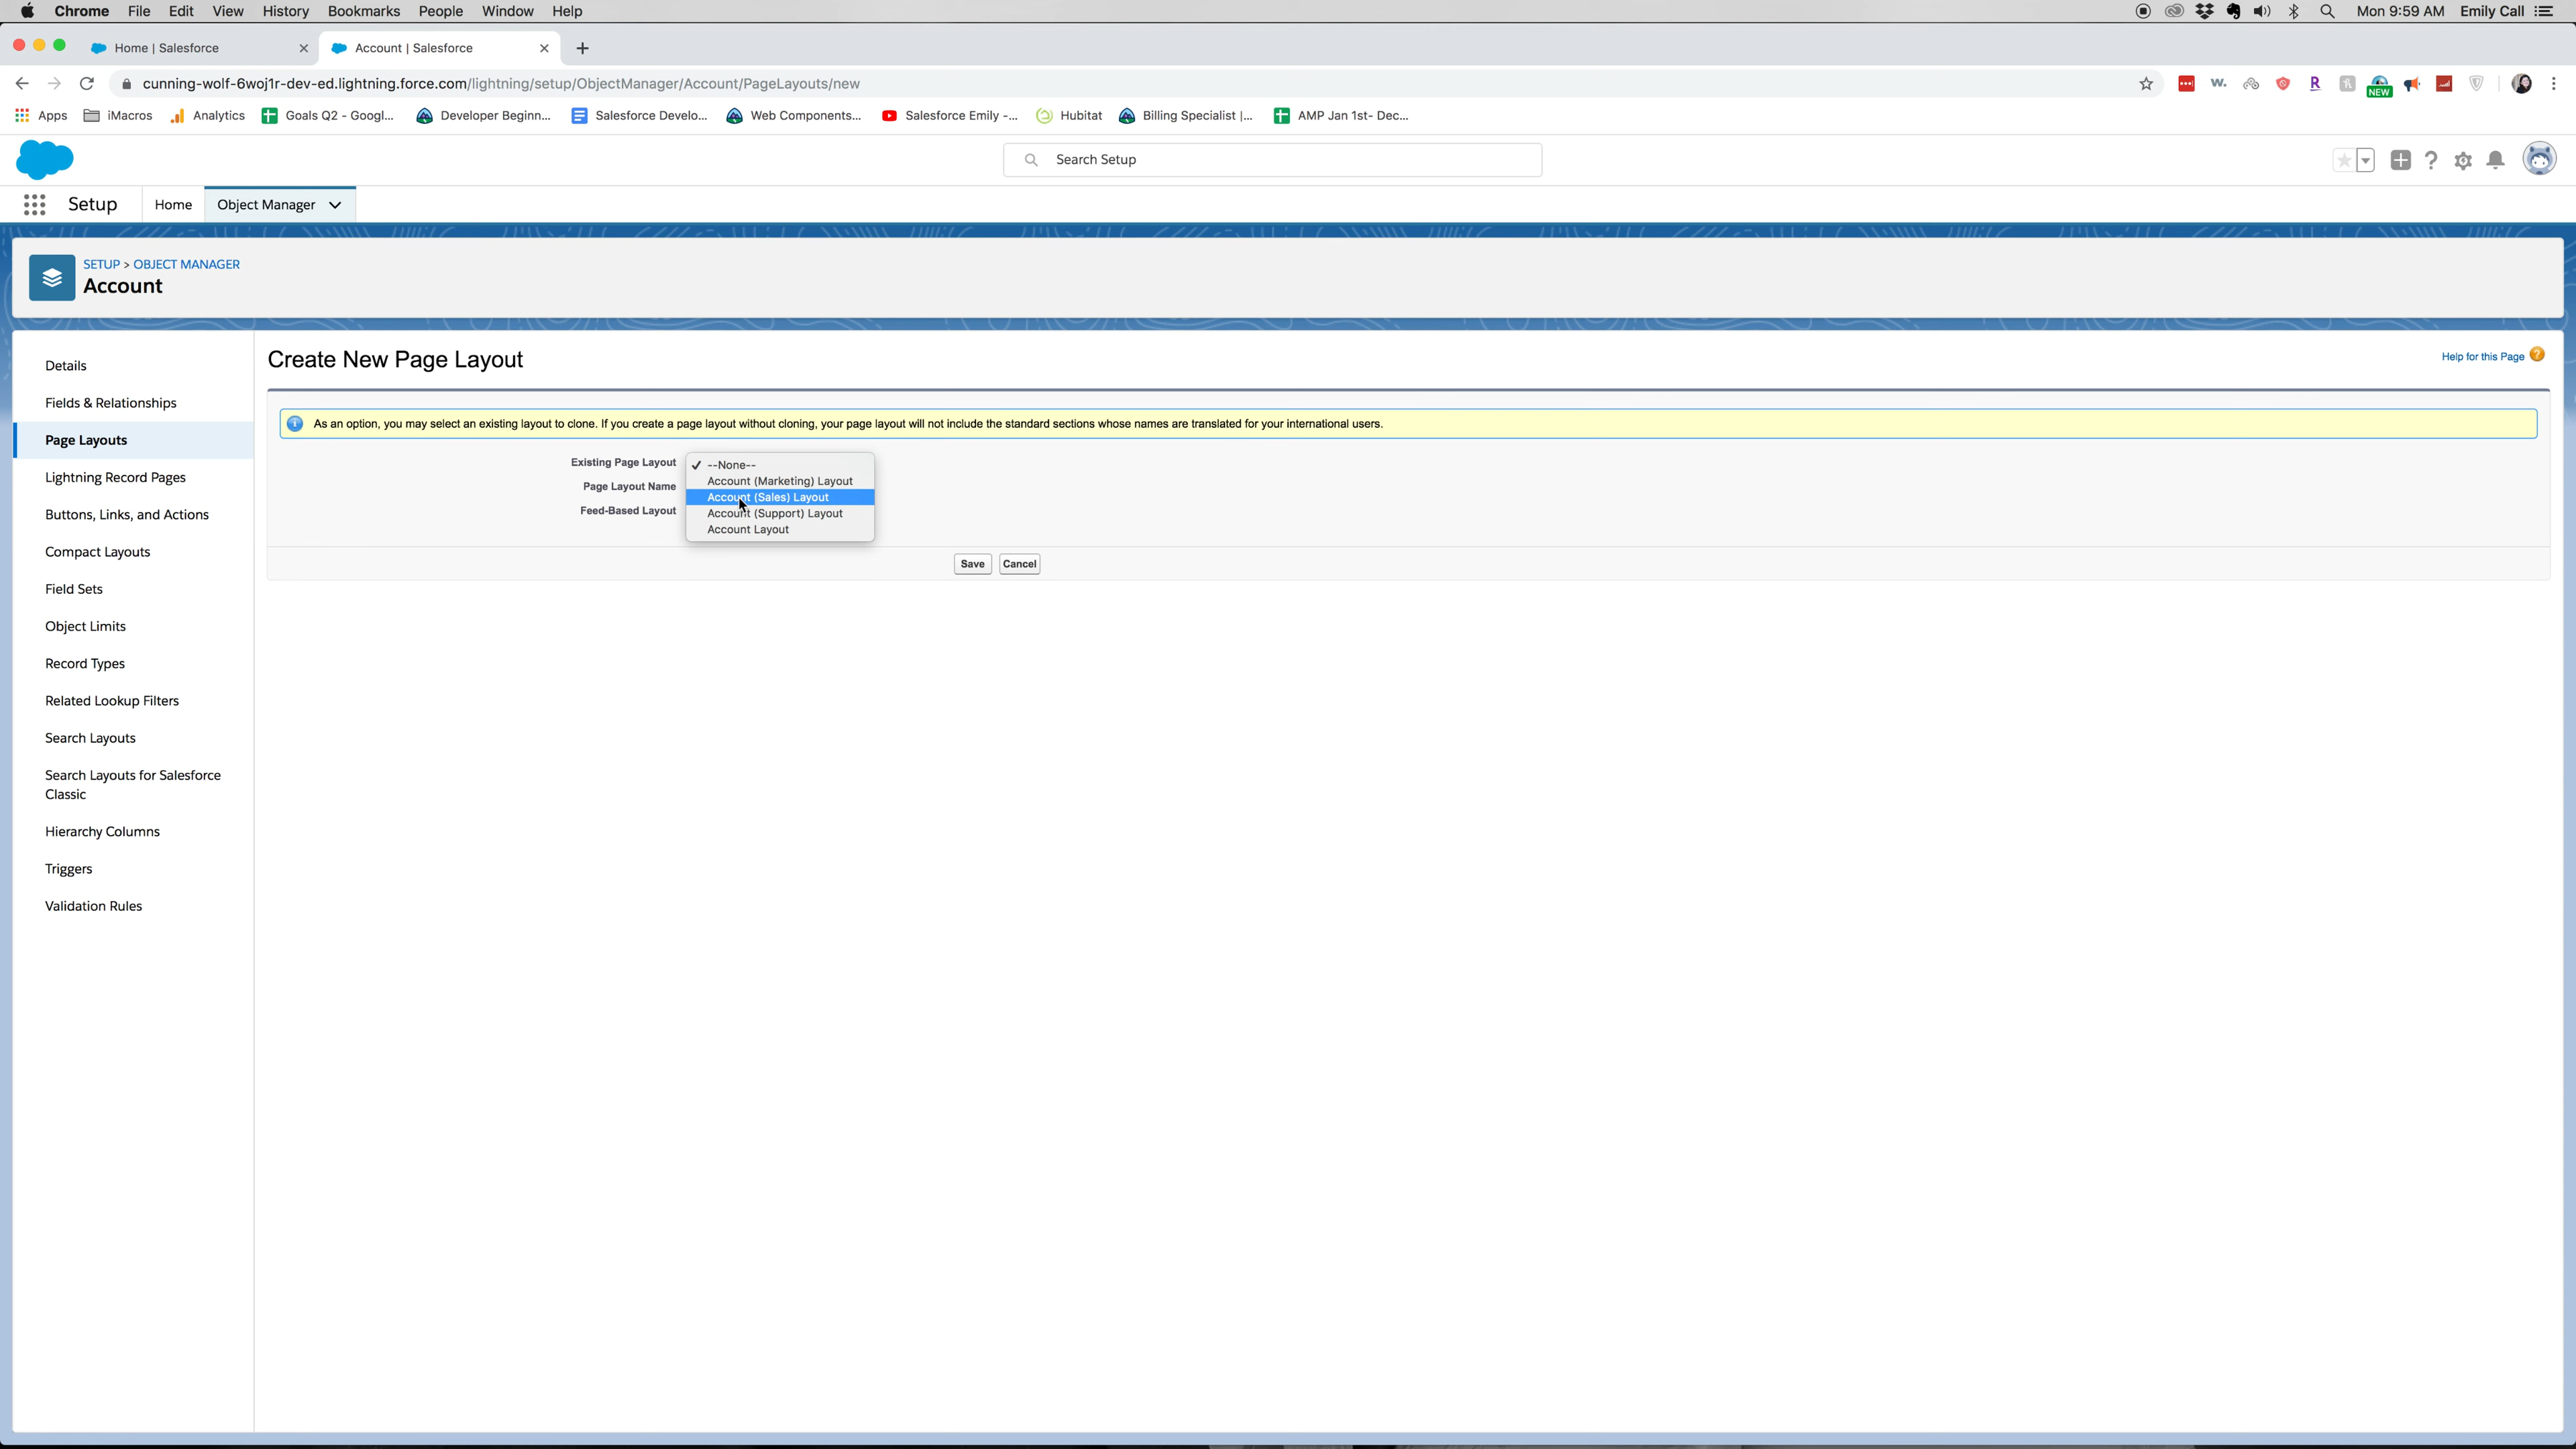 Chrome File Edit View History Bookmarks People Window Help Mon 9:59 AM Emily Call
Home | Salesforce Account | Salesforce
cunning-wolf-6woj1r-dev-ed.lightning.force.com/lightning/setup/ObjectManager/Account/PageLayouts/new
NEW
Apps iMacros Analytics Goals Q2 - Googl... Developer Beginn... Salesforce Develo... Web Components... Salesforce Emily -... Hubitat Billing Specialist |... AMP Jan 1st- Dec...
Search Setup
Setup Home Object Manager
SETUP > OBJECT MANAGER
Account
Details
Fields & Relationships
Page Layouts
Lightning Record Pages
Buttons, Links, and Actions
Compact Layouts
Field Sets
Object Limits
Record Types
Related Lookup Filters
Search Layouts
Search Layouts for Salesforce
Classic
Hierarchy Columns
Triggers
Validation Rules
Create New Page Layout
Help for this Page
As an option, you may select an existing layout to clone. If you create a page layout without cloning, your page layout will not include the standard sections whose names are translated for your international users.
Existing Page Layout
Page Layout Name
Feed-Based Layout
--None--
Account (Marketing) Layout
Account (Sales) Layout
Account (Support) Layout
Account Layout
Save Cancel